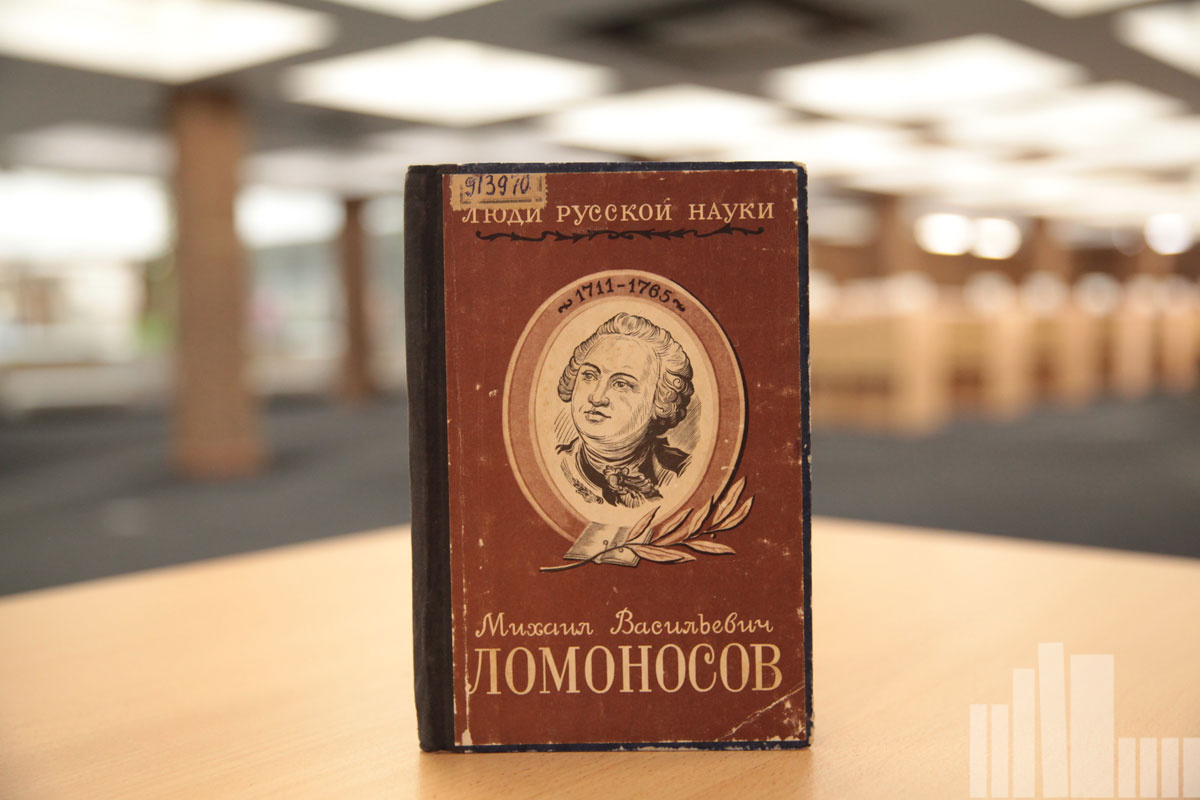 913970
ЛЮДИ РУССКОЙ НАУКИ
~1711-1765~
Михаил Васильевич
ЛОМОНОСОВ